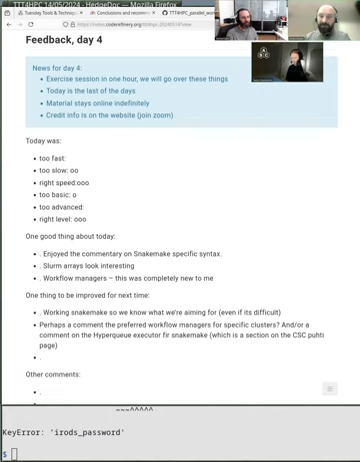 TTT4HPC 14/05/2024 - HedgeDoc — Mozilla Firefox
Tuesday Tools & Technique
Conclusions and recomm
TTT4HPC_parallel_wor
Feedback, day 4
News for day 4:
Exercise session in one hour, we will go over these things
Today is the last of the days
Material stays online indefinitely
Credit info is on the website (join zoom)
Today was:
too fast:
too slow: oo
right speed:ooo
too basic: o
too advanced:
right level: ooo
One good thing about today:
. Enjoyed the commentary on Snakemake specific syntax.
. Slurm arrays look interesting
. Workflow managers – this was completely new to me
One thing to be improved for next time:
. Working snakemake so we know what we're aiming for (even if its difficult)
Perhaps a comment the preferred workflow managers for specific clusters? And/or a
comment on the Hyperqueue executor fir snakemake (which is a section on the CSC puhti
page)
.
Other comments:
.
~~~^^^^^
KeyError: 'irods_password'
$